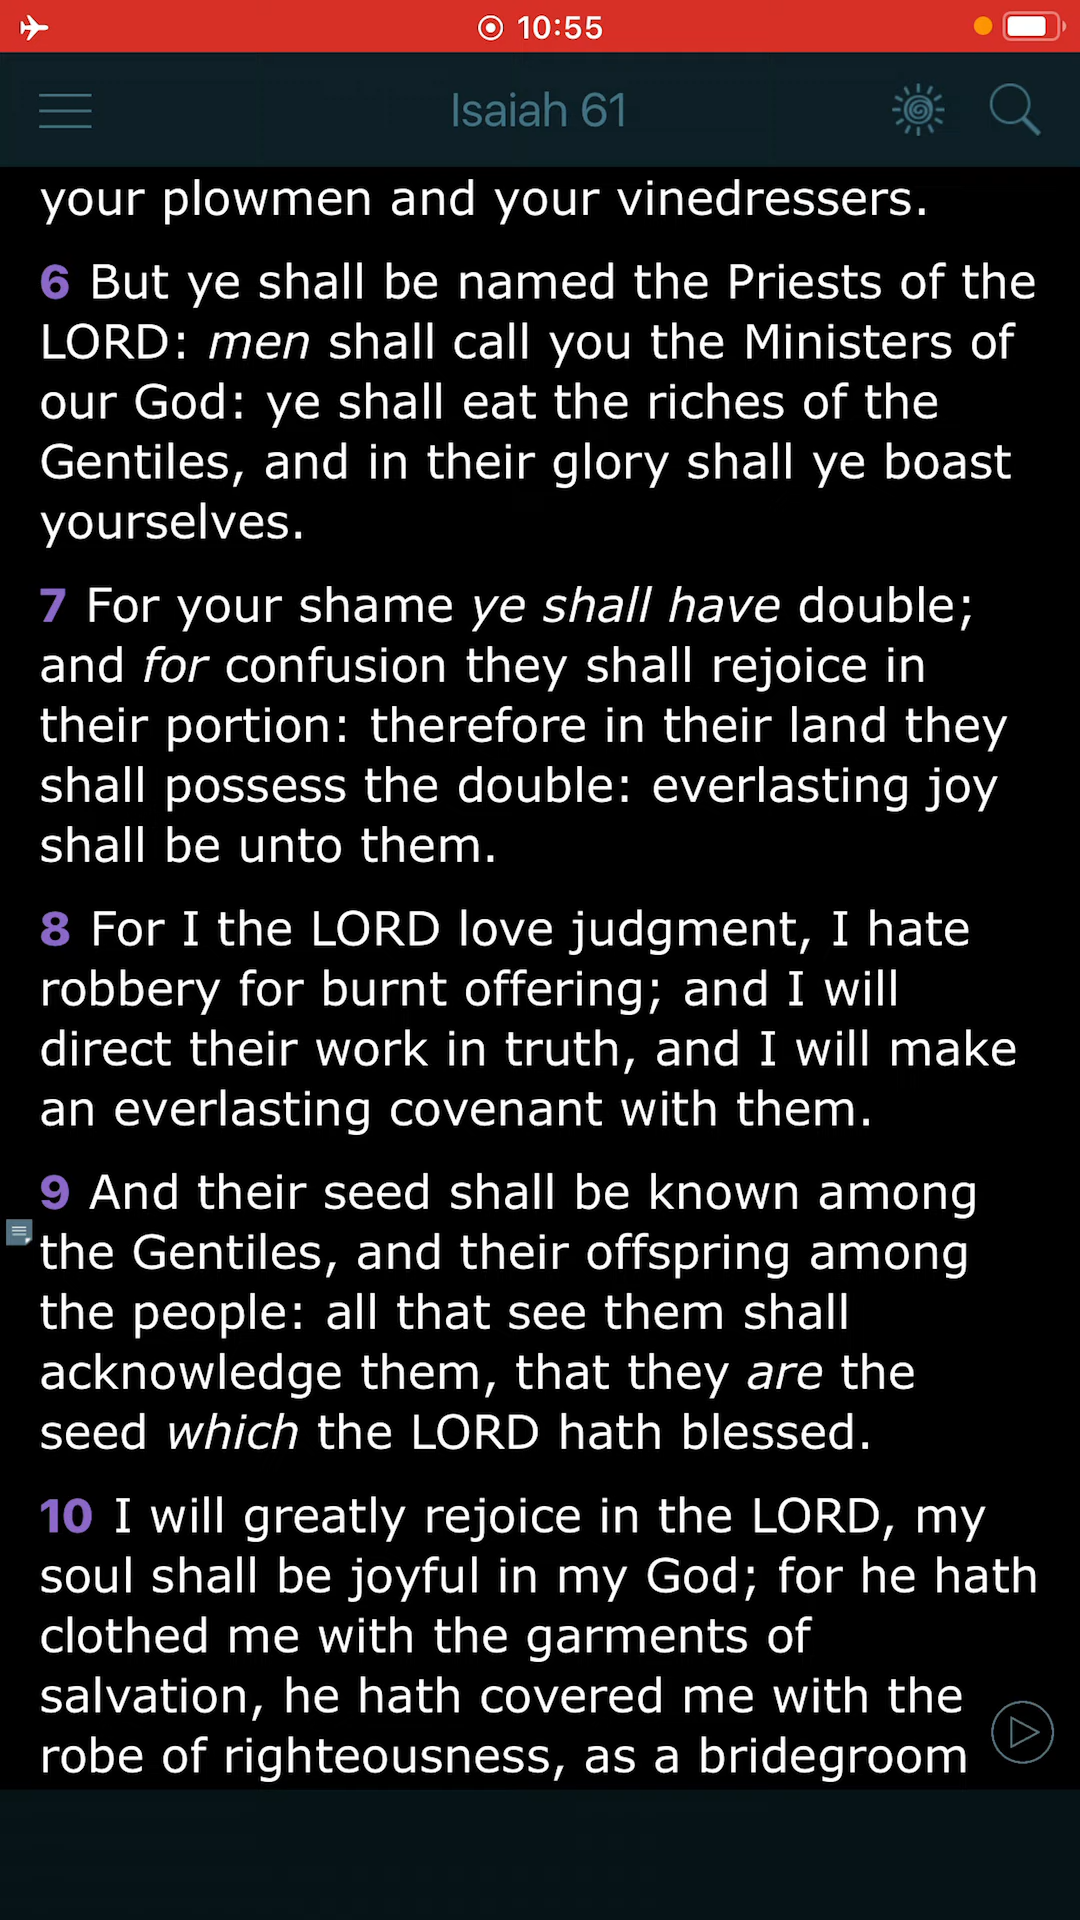 10:55
Isaiah 61
your plowmen and your vinedressers.
6 But ye shall be named the Priests of the
LORD: men shall call you the Ministers of
our God: ye shall eat the riches of the
Gentiles, and in their glory shall ye boast
yourselves.
7 For your shame ye shall have double;
and for confusion they shall rejoice in
their portion: therefore in their land they
shall possess the double: everlasting joy
shall be unto them.
8 For I the LORD love judgment, I hate
robbery for burnt offering; and I will
direct their work in truth, and I will make
an everlasting covenant with them.
9 And their seed shall be known among
the Gentiles, and their offspring among
the people: all that see them shall
acknowledge them, that they are the
seed which the LORD hath blessed.
10 I will greatly rejoice in the LORD, my
soul shall be joyful in my God; for he hath
clothed me with the garments of
salvation, he hath covered me with the
robe of righteousness, as a bridegroom